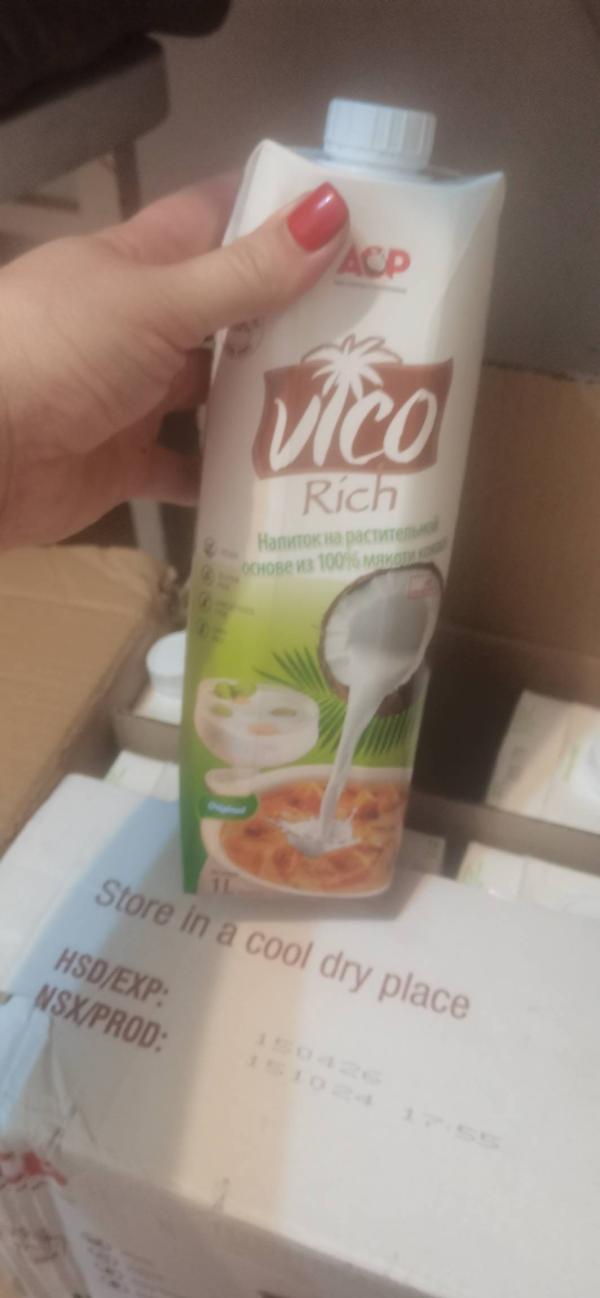 ACP
VICO
Rich
Напиток на растительной
основе из 100% мякоти кокоса
Original
1L
Store in a cool dry place
HSD/EXP:
150426
NSX/PROD:
151024 17:55